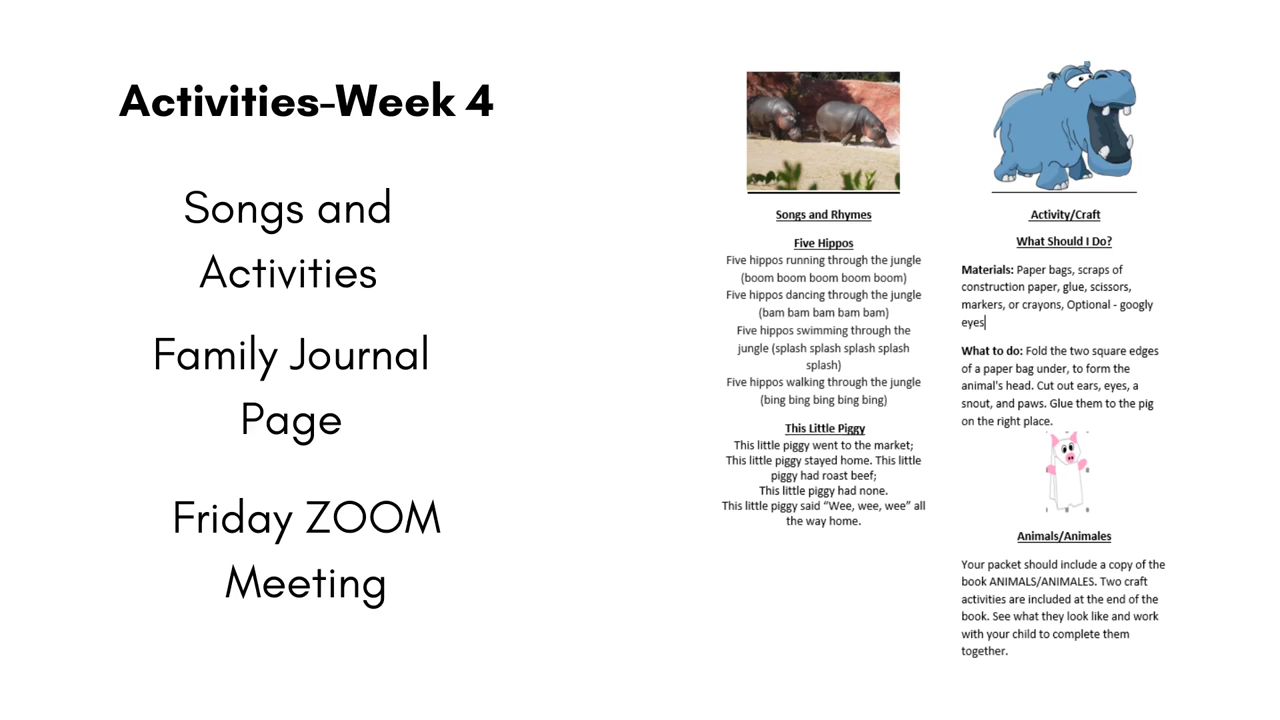 Activities-Week 4
Songs and
Activities
Family Journal
Page
Friday ZOOM
Meeting
Songs and Rhymes
Five Hippos
Five hippos running through the jungle
(boom boom boom boom boom)
Five hippos dancing through the jungle
(bam bam bam bam bam)
Five hippos swimming through the
jungle (splash splash splash splash
splash)
Five hippos walking through the jungle
(bing bing bing bing bing)
This Little Piggy
This little piggy went to the market;
This little piggy stayed home. This little
piggy had roast beef;
This little piggy had none.
This little piggy said “Wee, wee, wee” all
the way home.
Activity/Craft
What Should I Do?
Materials: Paper bags, scraps of
construction paper, glue, scissors,
markers, or crayons, Optional - googly
eyes
What to do: Fold the two square edges
of a paper bag under, to form the
animal's head. Cut out ears, eyes, a
snout, and paws. Glue them to the pig
on the right place.
Animals/Animales
Your packet should include a copy of the
book ANIMALS/ANIMALES. Two craft
activities are included at the end of the
book. See what they look like and work
with your child to complete them
together.